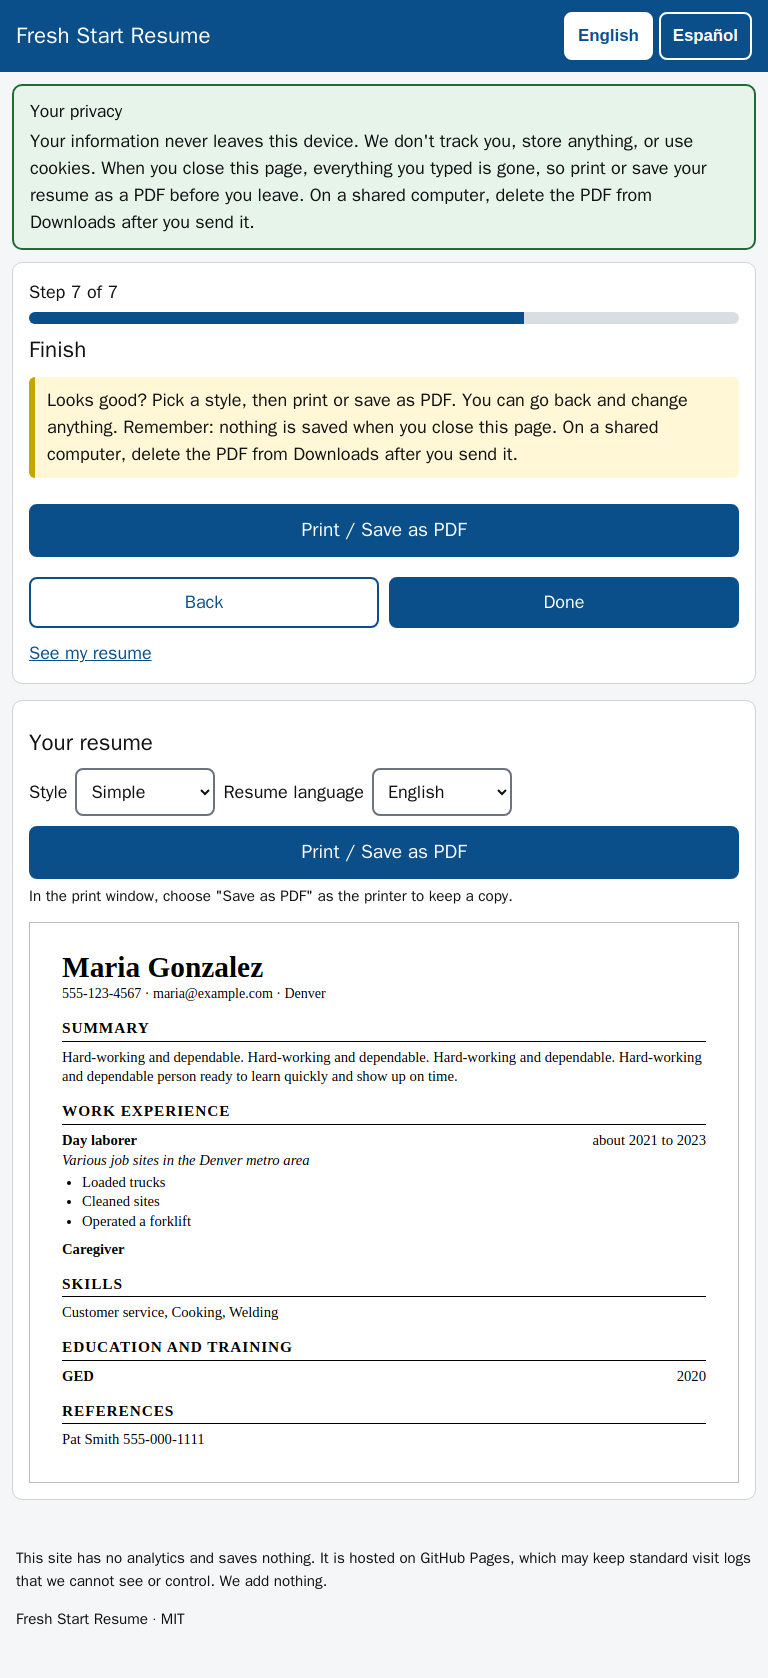 Fresh Start Resume
English
Español
Your privacy
Your information never leaves this device. We don't track you, store anything, or use
cookies. When you close this page, everything you typed is gone, so print or save your
resume as a PDF before you leave. On a shared computer, delete the PDF from
Downloads after you send it.
Step 7 of 7
Finish
Looks good? Pick a style, then print or save as PDF. You can go back and change
anything. Remember: nothing is saved when you close this page. On a shared
computer, delete the PDF from Downloads after you send it.
Print / Save as PDF
Back
Done
See my resume
Your resume
Style Simple Resume language English
Print / Save as PDF
In the print window, choose "Save as PDF" as the printer to keep a copy.
Maria Gonzalez
555-123-4567 · maria@example.com · Denver
SUMMARY
Hard-working and dependable. Hard-working and dependable. Hard-working and dependable. Hard-working
and dependable person ready to learn quickly and show up on time.
WORK EXPERIENCE
Day laborer about 2021 to 2023
Various job sites in the Denver metro area
• Loaded trucks
• Cleaned sites
• Operated a forklift
Caregiver
SKILLS
Customer service, Cooking, Welding
EDUCATION AND TRAINING
GED 2020
REFERENCES
Pat Smith 555-000-1111
This site has no analytics and saves nothing. It is hosted on GitHub Pages, which may keep standard visit logs
that we cannot see or control. We add nothing.
Fresh Start Resume · MIT